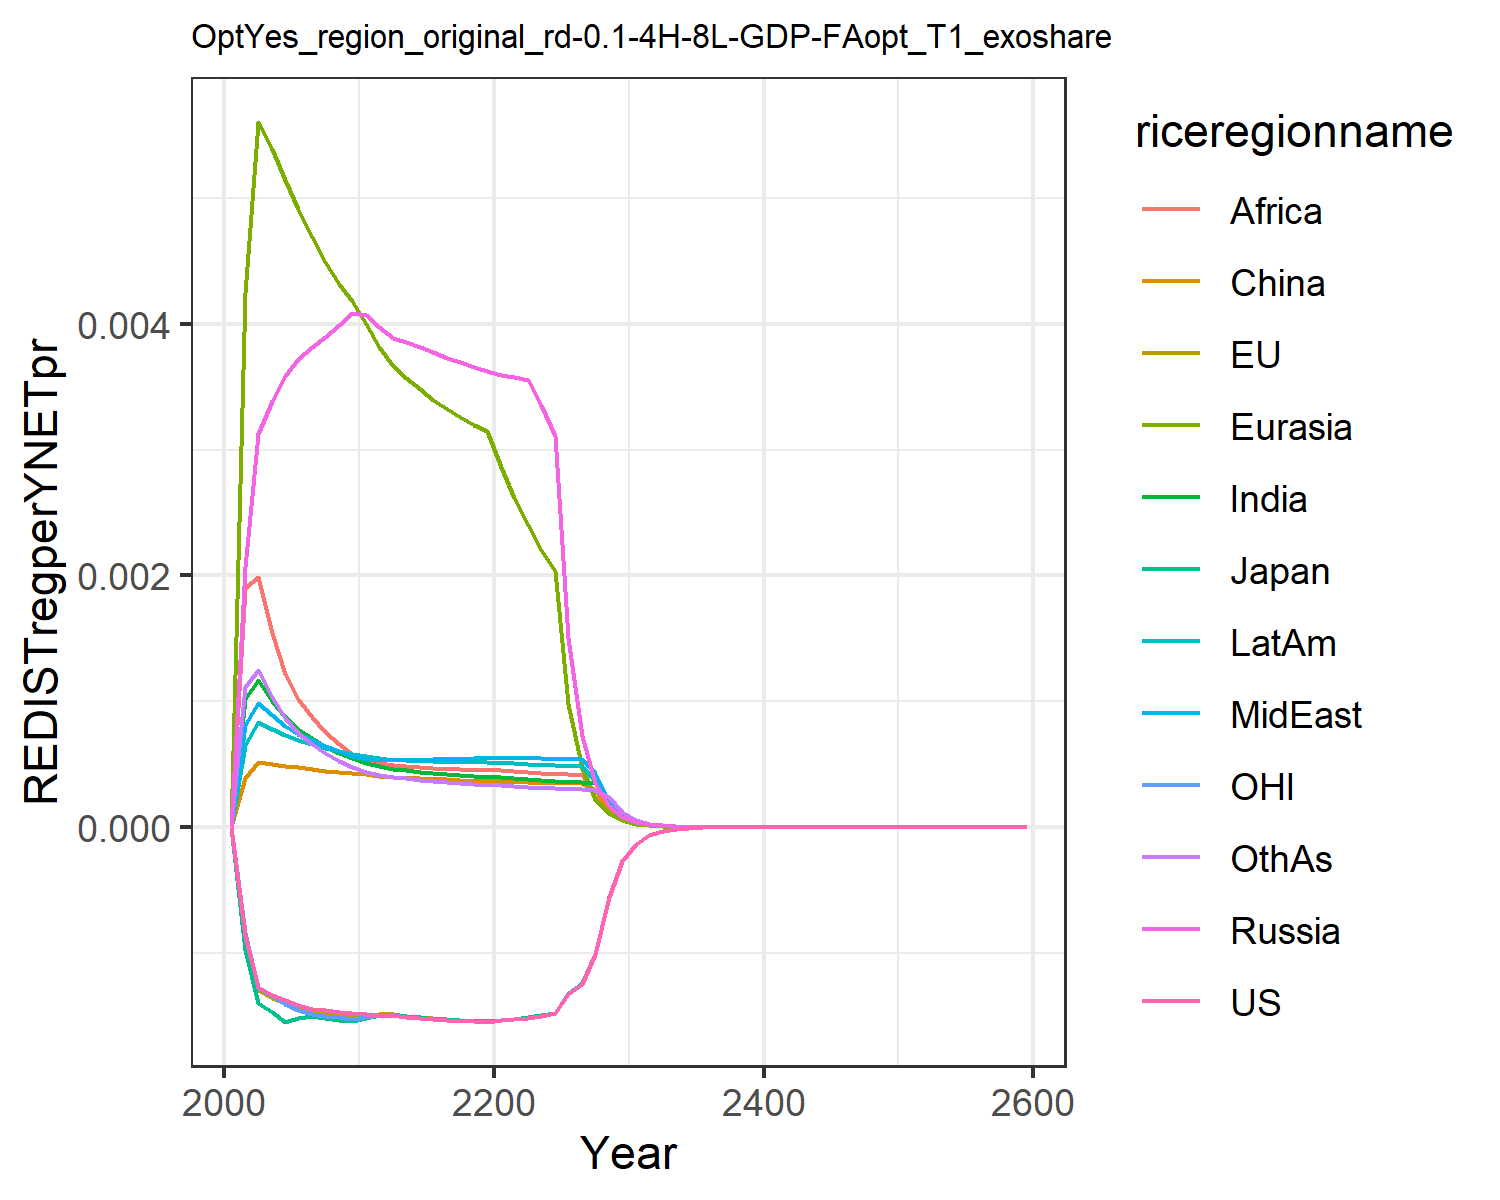 OptYes_region_original_rd-0.1-4H-8L-GDP-FAopt_T1_exoshare
REDISTregperYNETpr
0.004
0.002
0.000
2000
2200
2400
2600
Year
riceregionname
Africa
China
EU
Eurasia
India
Japan
LatAm
MidEast
OHI
OthAs
Russia
US